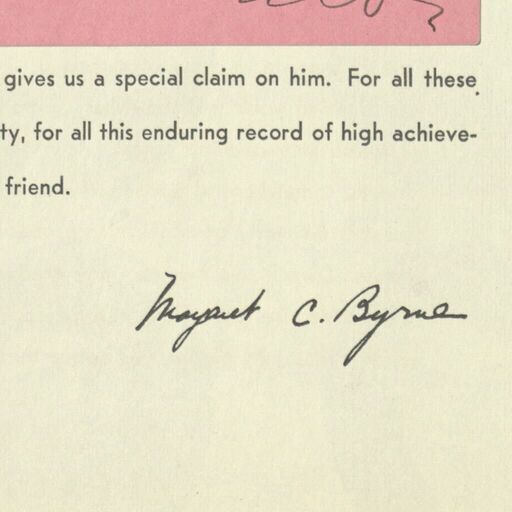 gives us a special claim on him. For all these
ty, for all this enduring record of high achieve-
friend.
Margaret C. Byrne